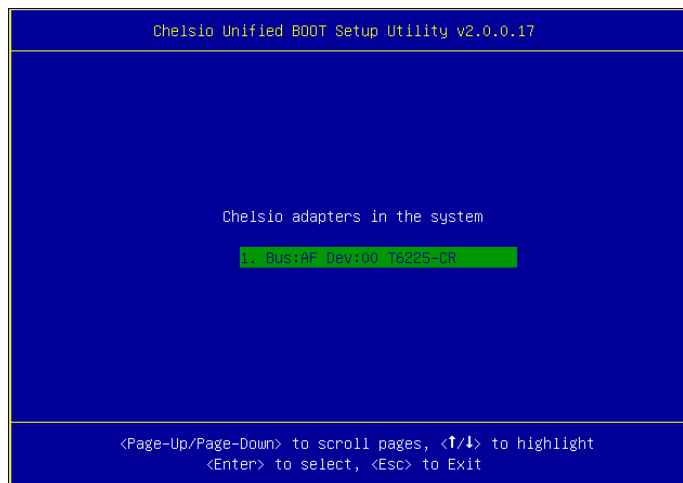 Chelsio Unified BOOT Setup Utility v2.0.0.17
Chelsio adapters in the system
1. Bus:AF Dev:00 T6225-CR
<Page-Up/Page-Down> to scroll pages, <↑/↓> to highlight
<Enter> to select, <Esc> to Exit